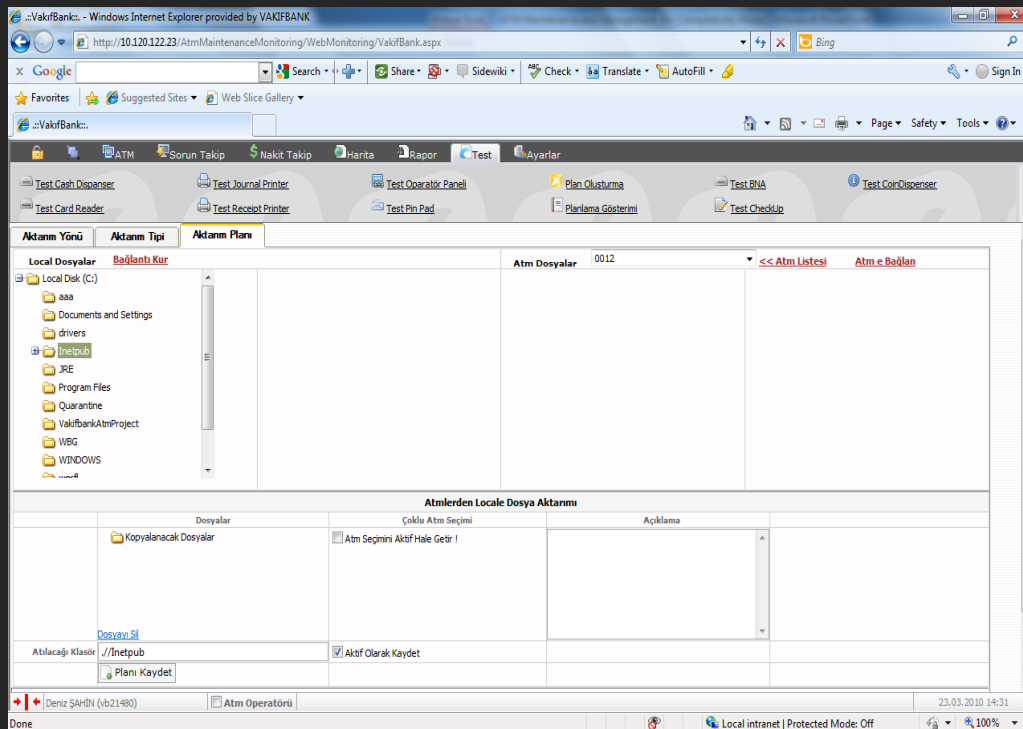 .::VakıfBank::. - Windows Internet Explorer provided by VAKIFBANK
http://10.120.122.23/AtmMaintenanceMonitoring/WebMonitoring/VakifBank.aspx
Bing
x Google Search Share Sidewiki Check Translate AutoFill Sign In
Favorites Suggested Sites Web Slice Gallery
.::VakıfBank::. Page Safety Tools
ATM Sorun Takip Nakit Takip Harita Rapor Test Ayarlar
Test Cash Dispanser Test Journal Printer Test Operatör Paneli Plan Oluşturma Test BNA Test CoinDispenser
Test Card Reader Test Receipt Printer Test Pin Pad Planlama Gösterimi Test CheckUp
Aktarım Yönü Aktarım Tipi Aktarım Planı
Local Dosyalar Bağlantı Kur Atm Dosyalar 0012 << Atm Listesi Atm e Bağlan
Local Disk (C:)
aaa
Documents and Settings
drivers
Inetpub
JRE
Program Files
Quarantine
VakifbankAtmProject
WBG
WINDOWS
Atmlerden Locale Dosya Aktarımı
Dosyalar Çoklu Atm Seçimi Açıklama
Kopyalanacak Dosyalar Atm Seçimini Aktif Hale Getir !
Dosyayı Sil
Atılacağı Klasör .//Inetpub Aktif Olarak Kaydet
Planı Kaydet
Deniz ŞAHİN (vb21480) Atm Operatörü 23.03.2010 14:31
Done Local intranet | Protected Mode: Off 100%